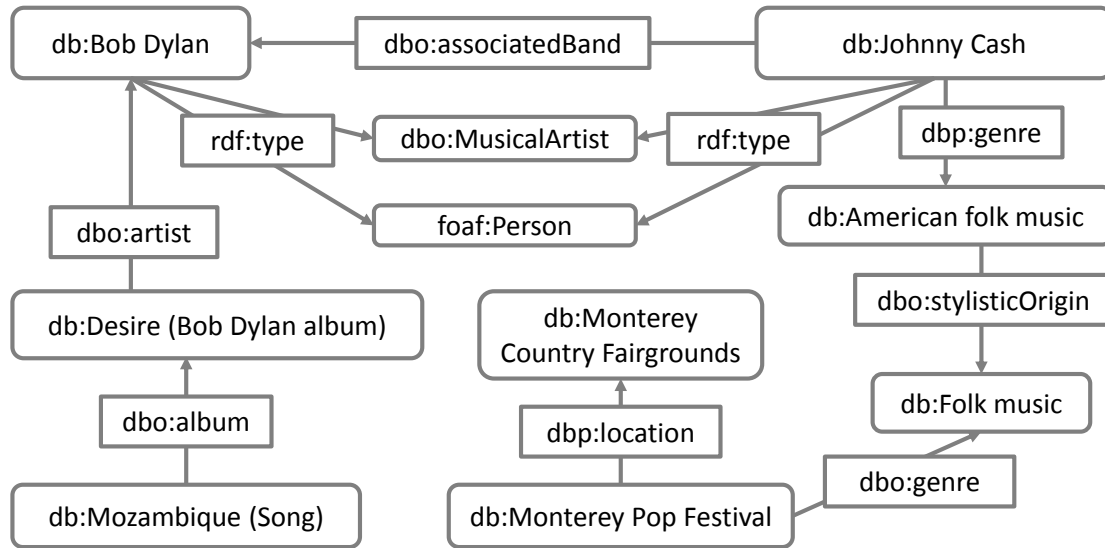 db:Bob Dylan
dbo:associatedBand
db:Johnny Cash
rdf:type
dbo:MusicalArtist
rdf:type
dbp:genre
foaf:Person
db:American folk music
dbo:artist
dbo:stylisticOrigin
db:Desire (Bob Dylan album)
db:Monterey
Country Fairgrounds
db:Folk music
dbo:album
dbp:location
dbo:genre
db:Mozambique (Song)
db:Monterey Pop Festival